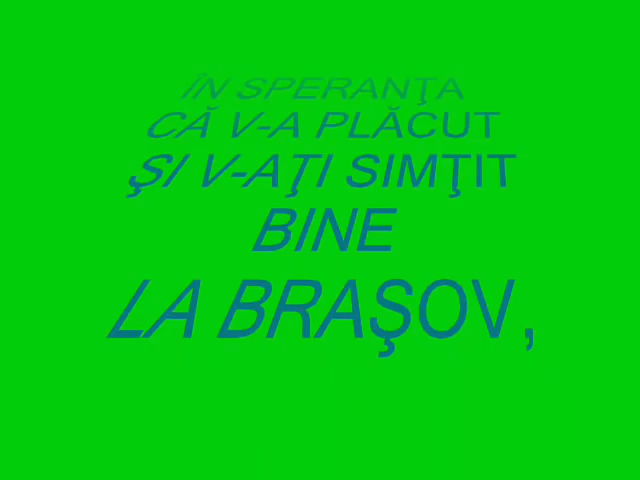 ÎN SPERANŢA
CĂ V-A PLĂCUT
ŞI V-AŢI SIMŢIT
BINE
LA BRAŞOV,